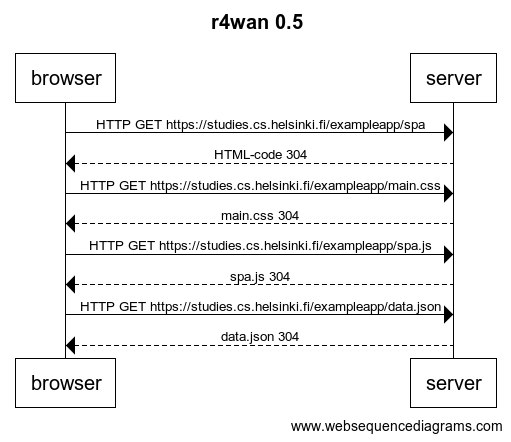 r4wan 0.5
browser server
HTTP GET https://studies.cs.helsinki.fi/exampleapp/spa
HTML-code 304
HTTP GET https://studies.cs.helsinki.fi/exampleapp/main.css
main.css 304
HTTP GET https://studies.cs.helsinki.fi/exampleapp/spa.js
spa.js 304
HTTP GET https://studies.cs.helsinki.fi/exampleapp/data.json
data.json 304
browser server
www.websequencediagrams.com